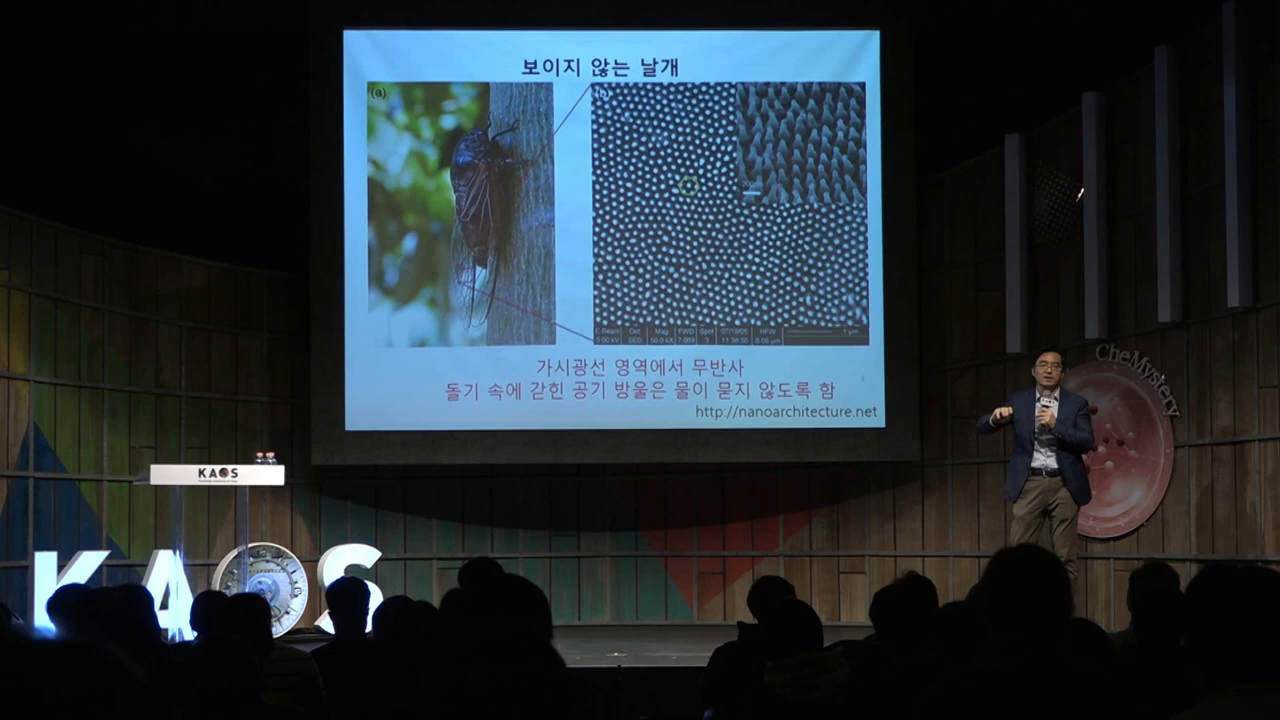 보이지 않는 날개
(a)
가시광선 영역에서 무반사
돌기 속에 갇힌 공기 방울은 물이 묻지 않도록 함
http://nanoarchitecture.net
CheMystery
KAOS
KAOS